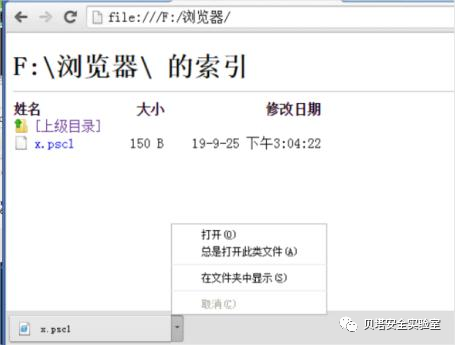 file:///F:/浏览器/
F:\浏览器\ 的索引
姓名 大小 修改日期
[上级目录]
x.pscl 150 B 19-9-25 下午3:04:22
打开(O)
总是打开此类文件(A)
在文件夹中显示(S)
取消(C)
x.pscl
贝塔安全实验室